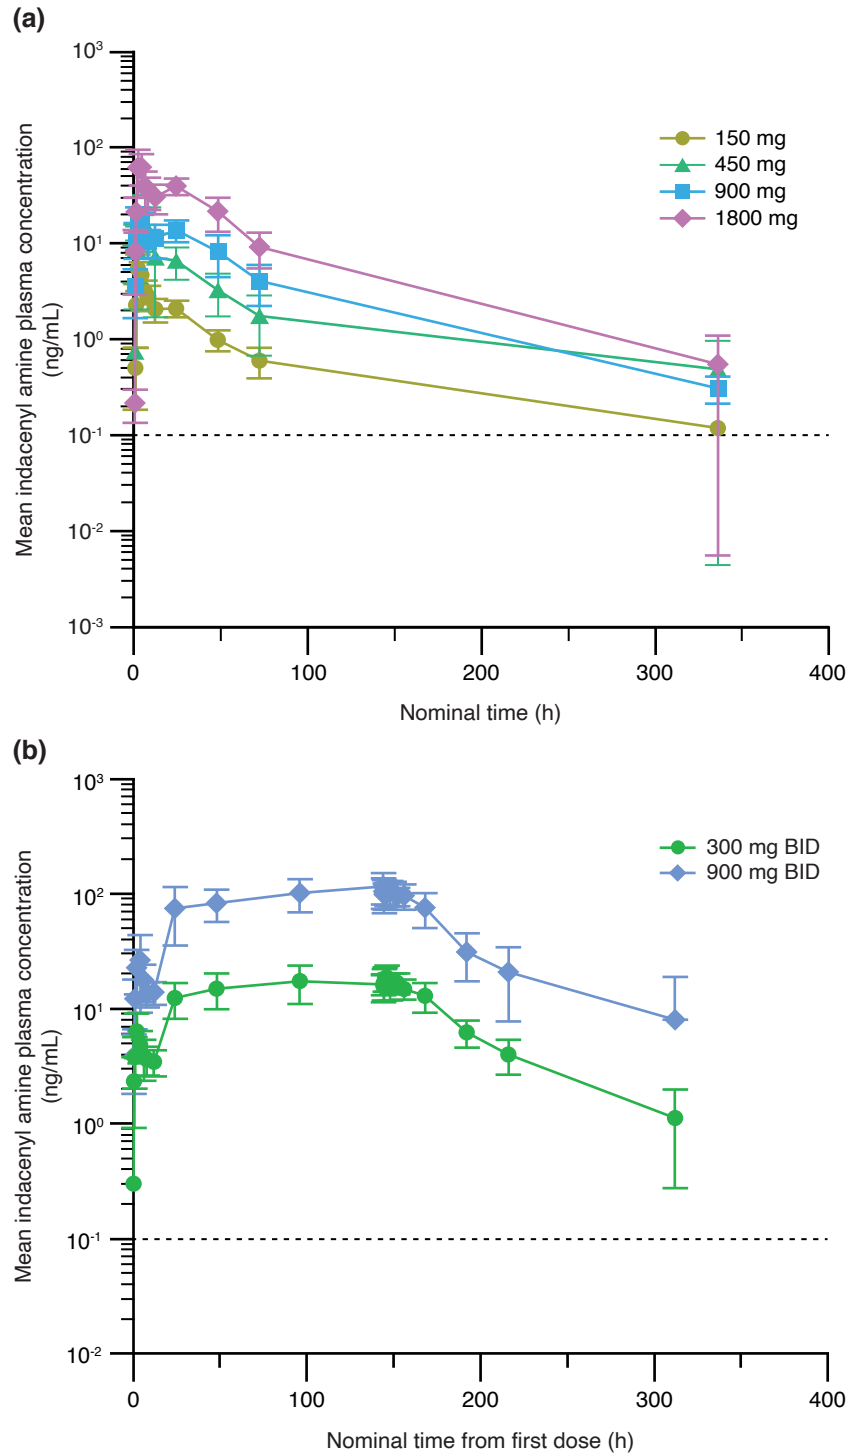 (a)
Mean indacenyl amine plasma concentration
(ng/mL)
10³
10²
10¹
10⁰
10⁻¹
10⁻²
10⁻³
150 mg
450 mg
900 mg
1800 mg
0
100
200
300
400
Nominal time (h)
(b)
Mean indacenyl amine plasma concentration
(ng/mL)
10³
10²
10¹
10⁰
10⁻¹
10⁻²
300 mg BID
900 mg BID
0
100
200
300
400
Nominal time from first dose (h)